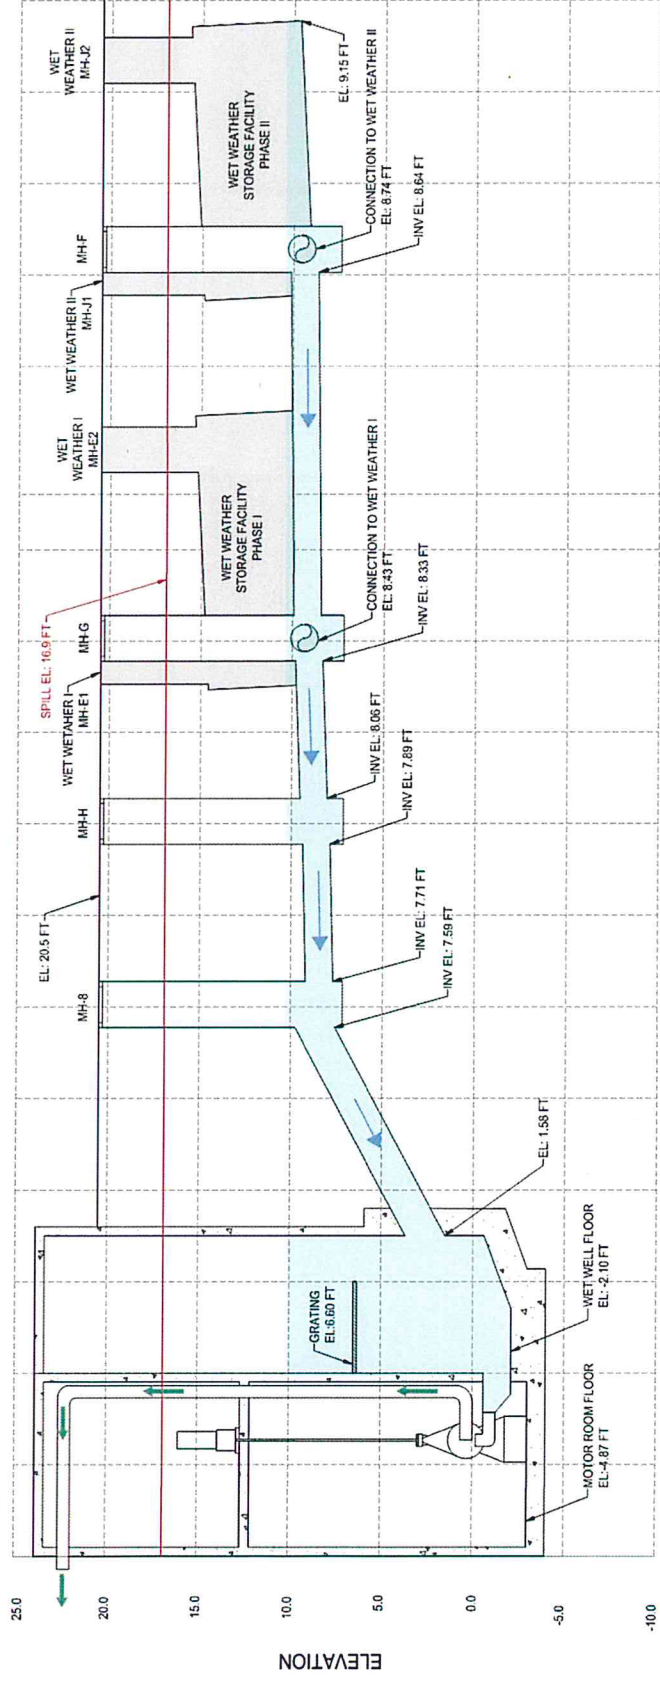 25.0
20.0
15.0
10.0
5.0
0.0
-5.0
-10.0
ELEVATION
MOTOR ROOM FLOOR
EL:-4.87 FT
WET WELL FLOOR
EL: -2.10 FT
GRATING
EL:6.60 FT
EL: 1.58 FT
MH-8
INV EL: 7.59 FT
INV EL: 7.71 FT
EL: 20.5 FT
MH-H
INV EL: 7.89 FT
INV EL: 8.06 FT
SPILL EL: 16.9 FT
WET WETAHER I
MH-E1
MH-G
INV EL: 8.33 FT
CONNECTION TO WET WEATHER I
EL: 8.43 FT
WET WEATHER
STORAGE FACILITY
PHASE I
WET
WEATHER I
MH-E2
WET WEATHER II
MH-J1
MH-F
INV EL: 8.64 FT
CONNECTION TO WET WEATHER II
EL: 8.74 FT
WET WEATHER
STORAGE FACILITY
PHASE II
EL: 9.15 FT
WET
WEATHER II
MH-J2